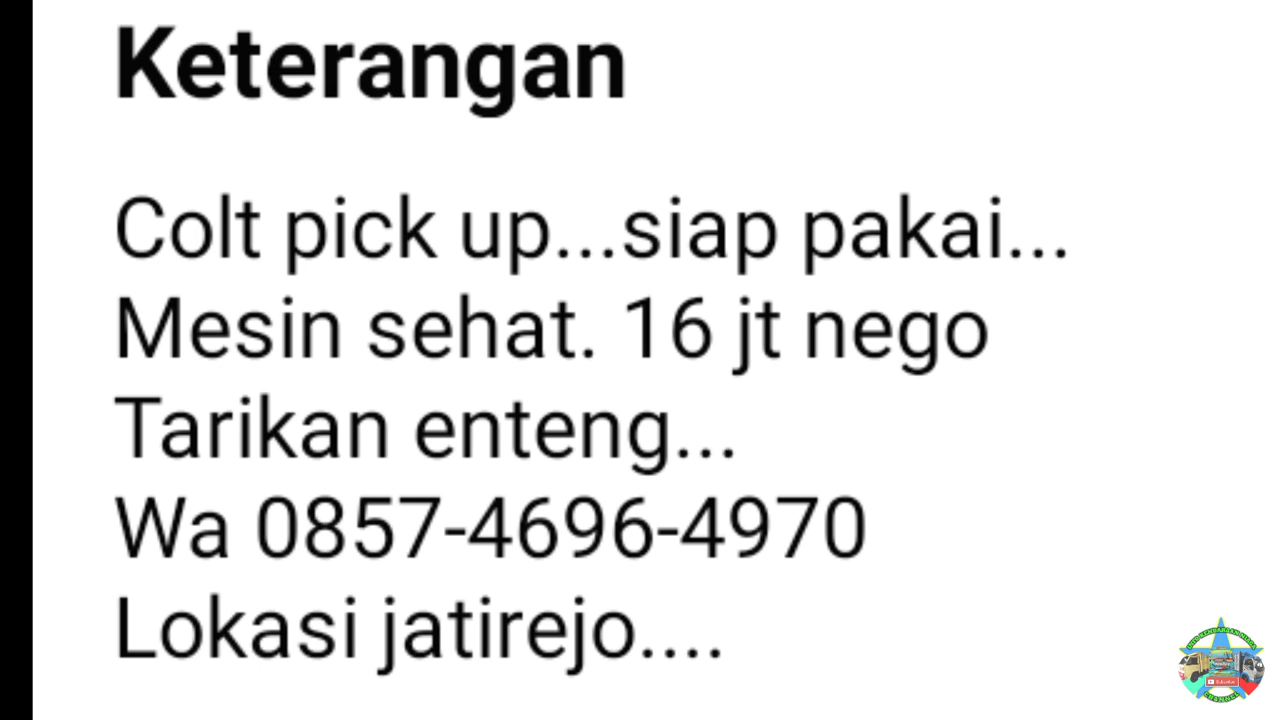 Keterangan
Colt pick up...siap pakai...
Mesin sehat. 16 jt nego
Tarikan enteng...
Wa 0857-4696-4970
Lokasi jatirejo....
CHANNEL